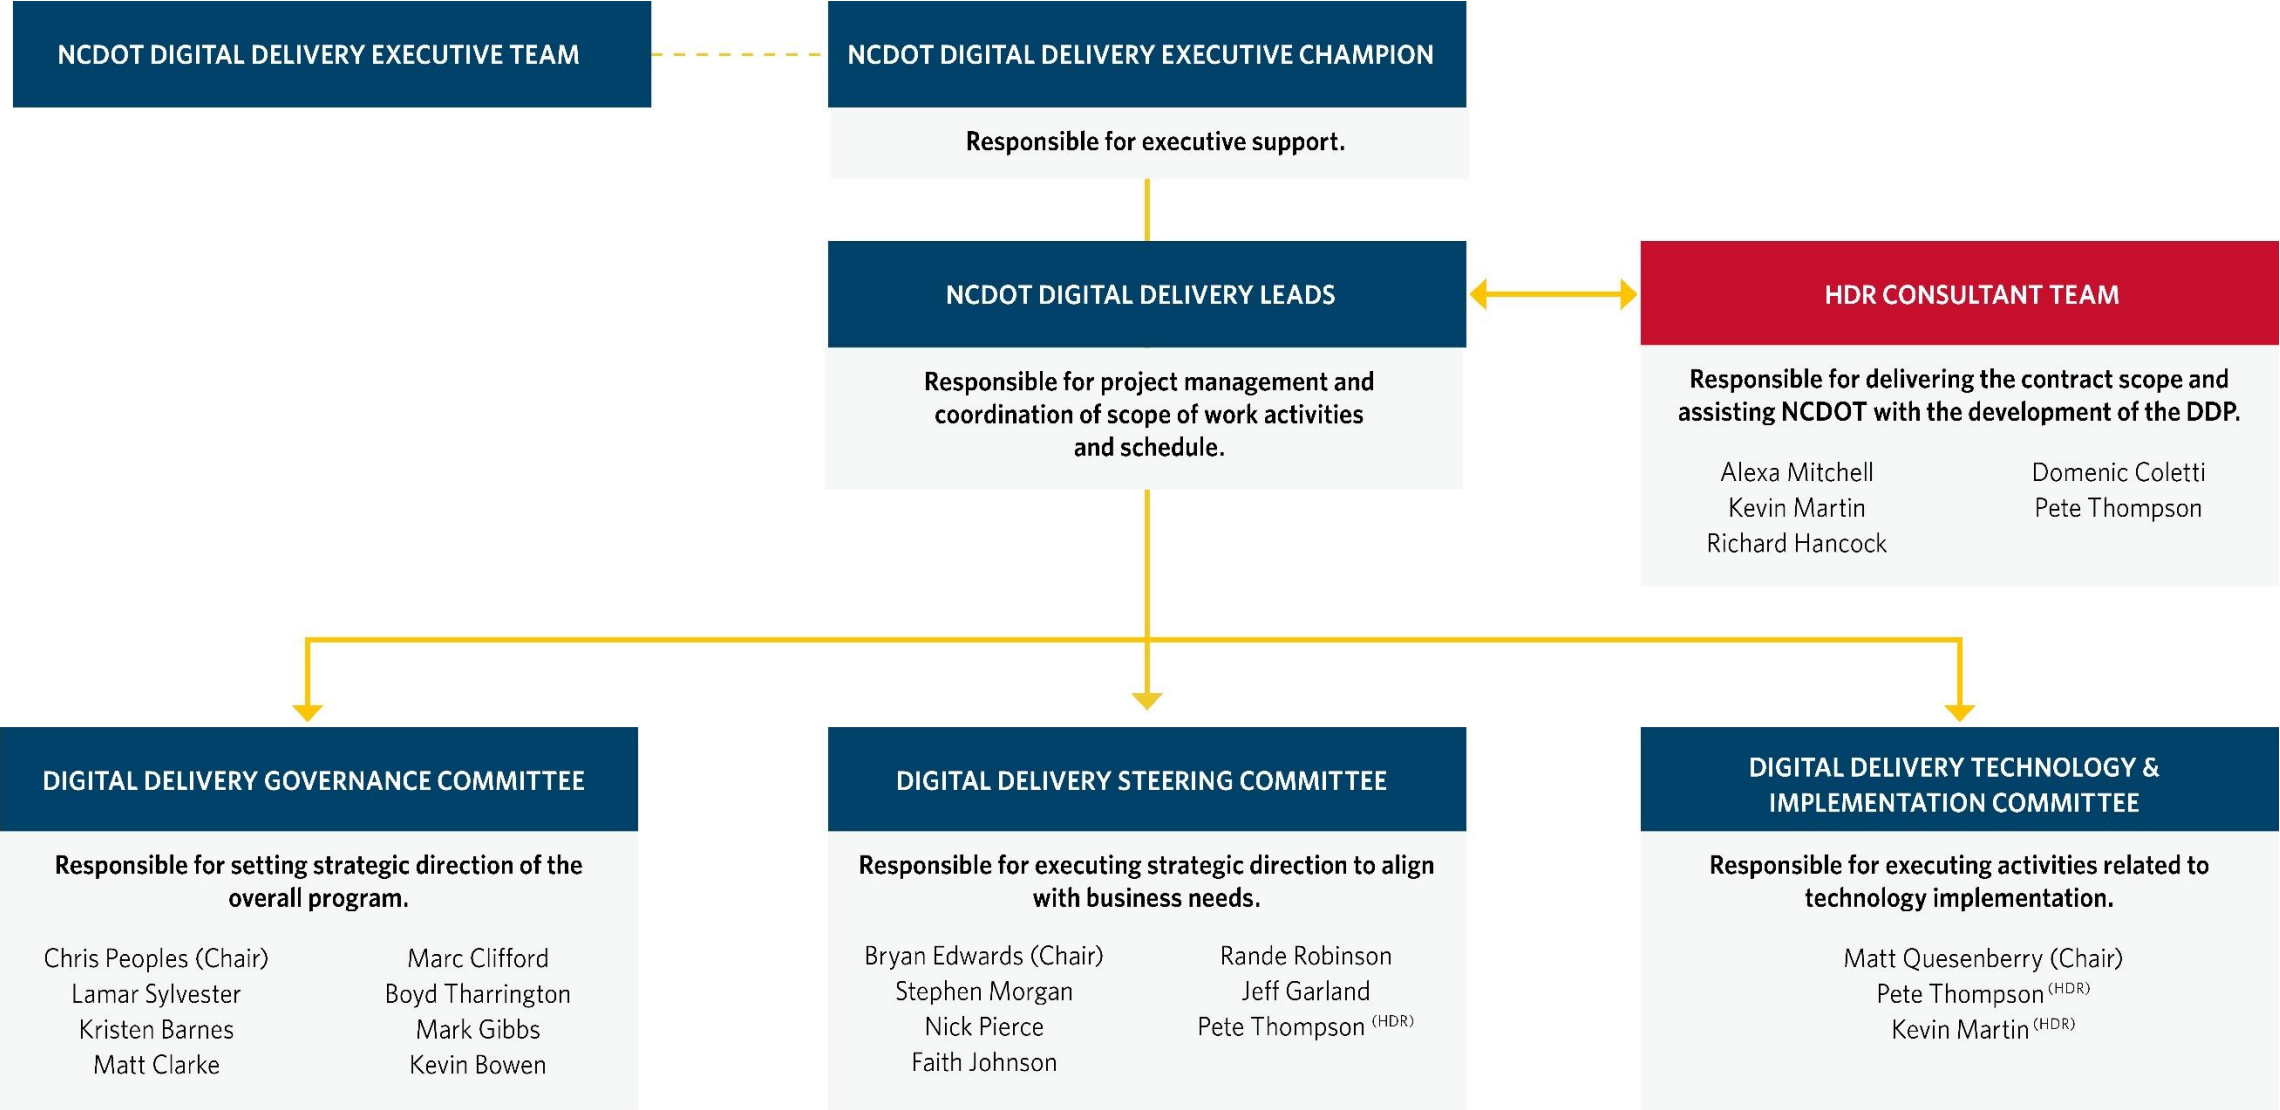 NCDOT DIGITAL DELIVERY EXECUTIVE TEAM
NCDOT DIGITAL DELIVERY EXECUTIVE CHAMPION
Responsible for executive support.
NCDOT DIGITAL DELIVERY LEADS
Responsible for project management and
coordination of scope of work activities
and schedule.
HDR CONSULTANT TEAM
Responsible for delivering the contract scope and
assisting NCDOT with the development of the DDP.
Alexa Mitchell
Kevin Martin
Richard Hancock
Domenic Coletti
Pete Thompson
DIGITAL DELIVERY GOVERNANCE COMMITTEE
Responsible for setting strategic direction of the
overall program.
Chris Peoples (Chair)
Lamar Sylvester
Kristen Barnes
Matt Clarke
Marc Clifford
Boyd Tharrington
Mark Gibbs
Kevin Bowen
DIGITAL DELIVERY STEERING COMMITTEE
Responsible for executing strategic direction to align
with business needs.
Bryan Edwards (Chair)
Stephen Morgan
Nick Pierce
Faith Johnson
Rande Robinson
Jeff Garland
Pete Thompson (HDR)
DIGITAL DELIVERY TECHNOLOGY &
IMPLEMENTATION COMMITTEE
Responsible for executing activities related to
technology implementation.
Matt Quesenberry (Chair)
Pete Thompson (HDR)
Kevin Martin (HDR)